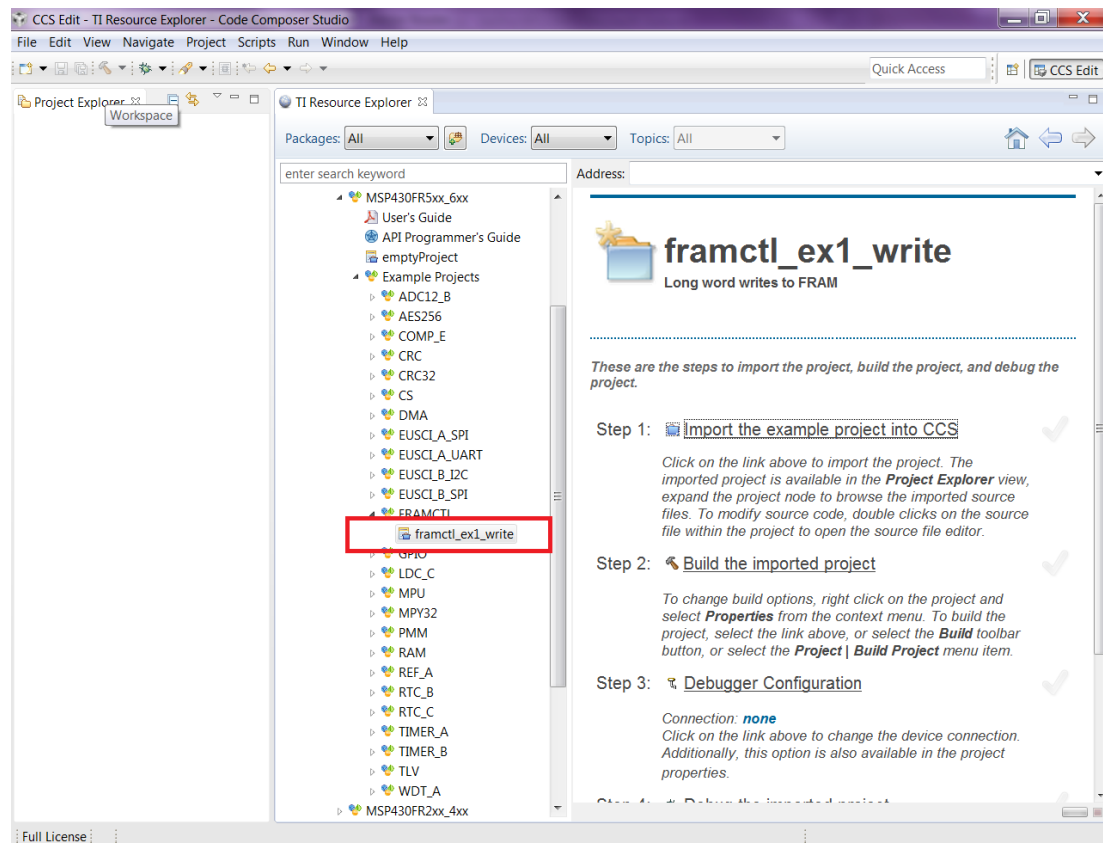 CCS Edit - TI Resource Explorer - Code Composer Studio
File Edit View Navigate Project Scripts Run Window Help
Quick Access
CCS Edit
Project Explorer
Workspace
TI Resource Explorer
Packages: All Devices: All Topics: All
enter search keyword
Address:
MSP430FR5xx_6xx
User's Guide
API Programmer's Guide
emptyProject
Example Projects
ADC12_B
AES256
COMP_E
CRC
CRC32
CS
DMA
EUSCI_A_SPI
EUSCI_A_UART
EUSCI_B_I2C
EUSCI_B_SPI
FRAMCTL
framctl_ex1_write
GPIO
LDC_C
MPU
MPY32
PMM
RAM
REF_A
RTC_B
RTC_C
TIMER_A
TIMER_B
TLV
WDT_A
MSP430FR2xx_4xx
framctl_ex1_write
Long word writes to FRAM
These are the steps to import the project, build the project, and debug the
project.
Step 1: Import the example project into CCS
Click on the link above to import the project. The
imported project is available in the Project Explorer view,
expand the project node to browse the imported source
files. To modify source code, double clicks on the source
file within the project to open the source file editor.
Step 2: Build the imported project
To change build options, right click on the project and
select Properties from the context menu. To build the
project, select the link above, or select the Build toolbar
button, or select the Project | Build Project menu item.
Step 3: Debugger Configuration
Connection: none
Click on the link above to change the device connection.
Additionally, this option is also available in the project
properties.
Step 4: Debug the imported project
Full License